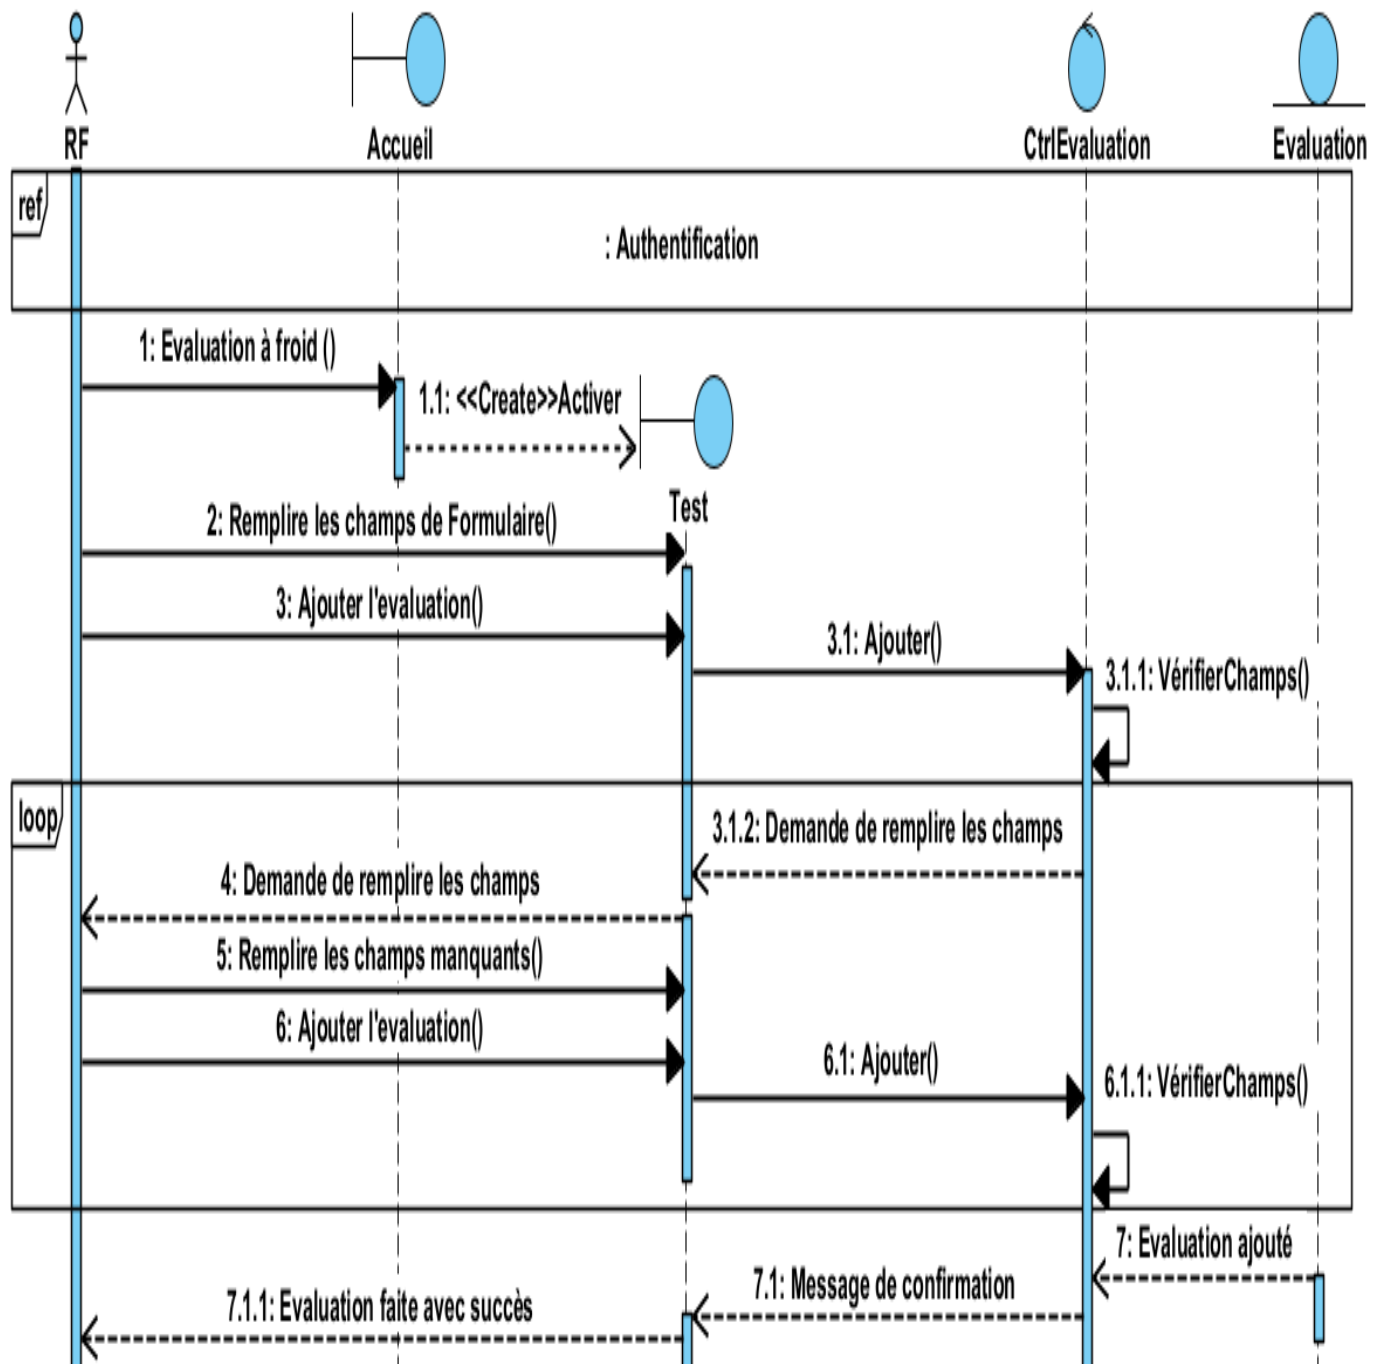 RF
Accueil
CtrlEvaluation
Evaluation
ref
: Authentification
1: Evaluation à froid ()
1.1: <<Create>>Activer
Test
2: Remplire les champs de Formulaire()
3: Ajouter l'evaluation()
3.1: Ajouter()
3.1.1: VérifierChamps()
loop
3.1.2: Demande de remplire les champs
4: Demande de remplire les champs
5: Remplire les champs manquants()
6: Ajouter l'evaluation()
6.1: Ajouter()
6.1.1: VérifierChamps()
7: Evaluation ajouté
7.1: Message de confirmation
7.1.1: Evaluation faite avec succès